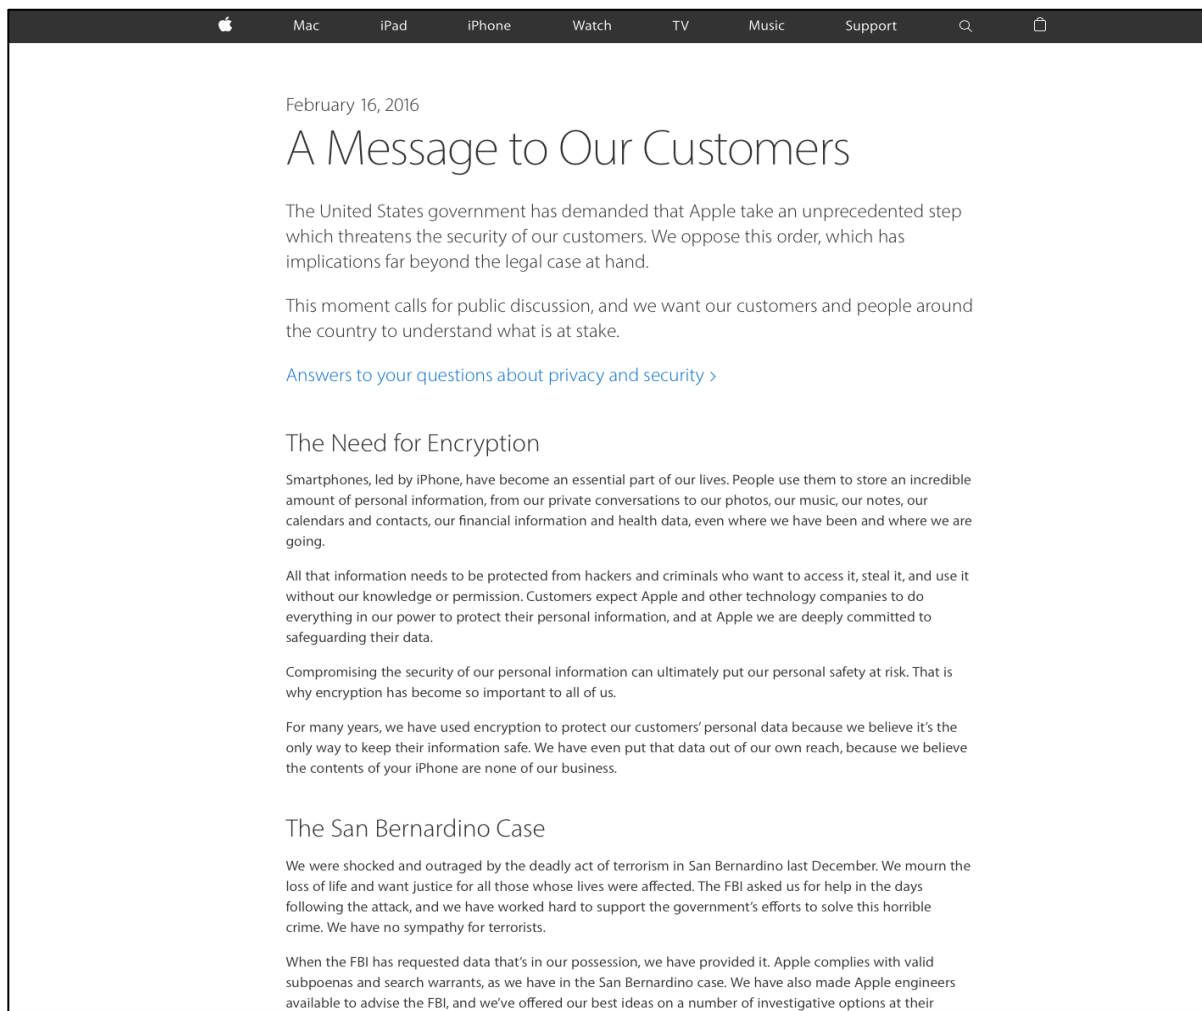 Mac iPad iPhone Watch TV Music Support
February 16, 2016
A Message to Our Customers
The United States government has demanded that Apple take an unprecedented step
which threatens the security of our customers. We oppose this order, which has
implications far beyond the legal case at hand.
This moment calls for public discussion, and we want our customers and people around
the country to understand what is at stake.
Answers to your questions about privacy and security >
The Need for Encryption
Smartphones, led by iPhone, have become an essential part of our lives. People use them to store an incredible
amount of personal information, from our private conversations to our photos, our music, our notes, our
calendars and contacts, our financial information and health data, even where we have been and where we are
going.
All that information needs to be protected from hackers and criminals who want to access it, steal it, and use it
without our knowledge or permission. Customers expect Apple and other technology companies to do
everything in our power to protect their personal information, and at Apple we are deeply committed to
safeguarding their data.
Compromising the security of our personal information can ultimately put our personal safety at risk. That is
why encryption has become so important to all of us.
For many years, we have used encryption to protect our customers’ personal data because we believe it’s the
only way to keep their information safe. We have even put that data out of our own reach, because we believe
the contents of your iPhone are none of our business.
The San Bernardino Case
We were shocked and outraged by the deadly act of terrorism in San Bernardino last December. We mourn the
loss of life and want justice for all those whose lives were affected. The FBI asked us for help in the days
following the attack, and we have worked hard to support the government’s efforts to solve this horrible
crime. We have no sympathy for terrorists.
When the FBI has requested data that’s in our possession, we have provided it. Apple complies with valid
subpoenas and search warrants, as we have in the San Bernardino case. We have also made Apple engineers
available to advise the FBI, and we’ve offered our best ideas on a number of investigative options at their